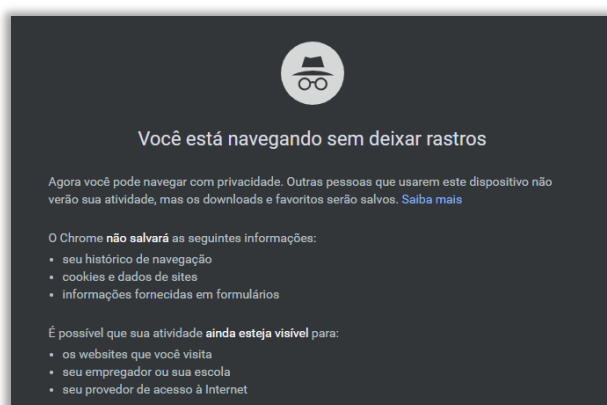 Você está navegando sem deixar rastros
Agora você pode navegar com privacidade. Outras pessoas que usarem este dispositivo não
verão sua atividade, mas os downloads e favoritos serão salvos. Saiba mais
O Chrome não salvará as seguintes informações:
• seu histórico de navegação
• cookies e dados de sites
• informações fornecidas em formulários
É possível que sua atividade ainda esteja visível para:
• os websites que você visita
• seu empregador ou sua escola
• seu provedor de acesso à Internet